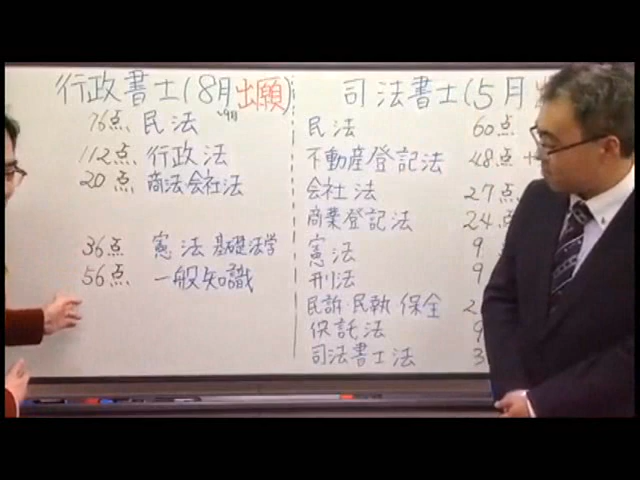 行政書士(8月出願)
〜9月
76点 民法
112点 行政法
20点 商法・会社法
36点 憲法 基礎法学
56点 一般知識
司法書士(5月出
民法 60点
不動産登記法 48点 +
会社法 27点
商業登記法 24点
憲法 9
刑法 9
民訴・民執・保全 2
供託法 9
司法書士法 3